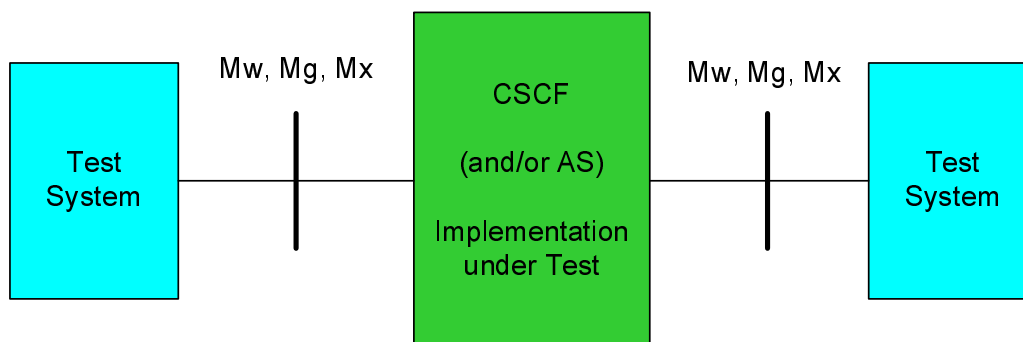 Mw, Mg, Mx
Mw, Mg, Mx
CSCF
(and/or AS)
Implementation
under Test
Test
System
Test
System